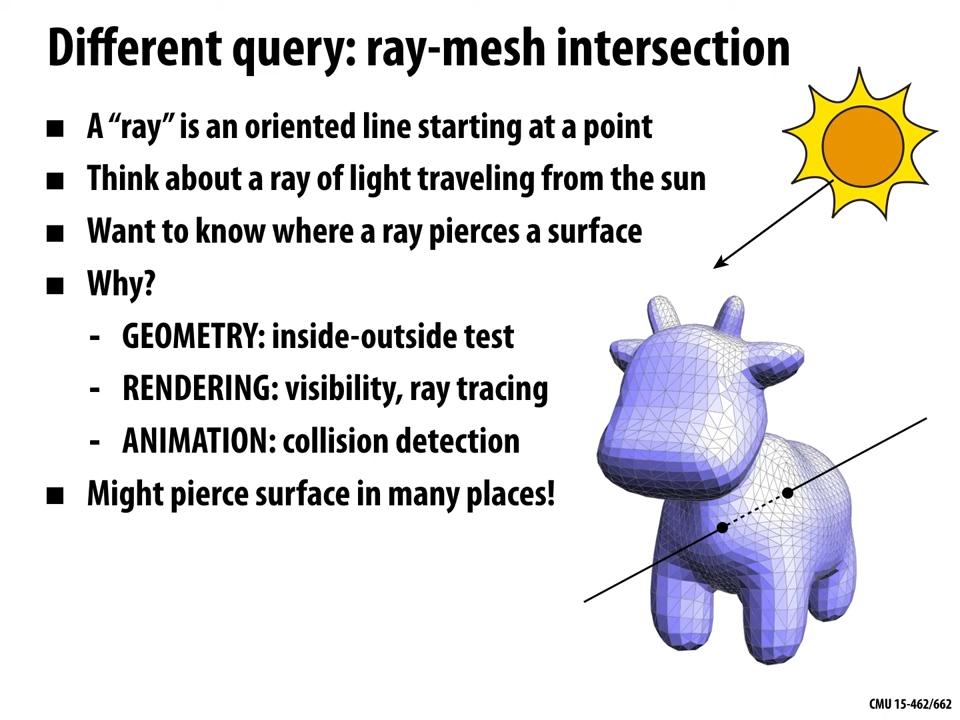 Different query: ray-mesh intersection
■ A “ray” is an oriented line starting at a point
■ Think about a ray of light traveling from the sun
■ Want to know where a ray pierces a surface
■ Why?
- GEOMETRY: inside-outside test
- RENDERING: visibility, ray tracing
- ANIMATION: collision detection
■ Might pierce surface in many places!
CMU 15-462/662